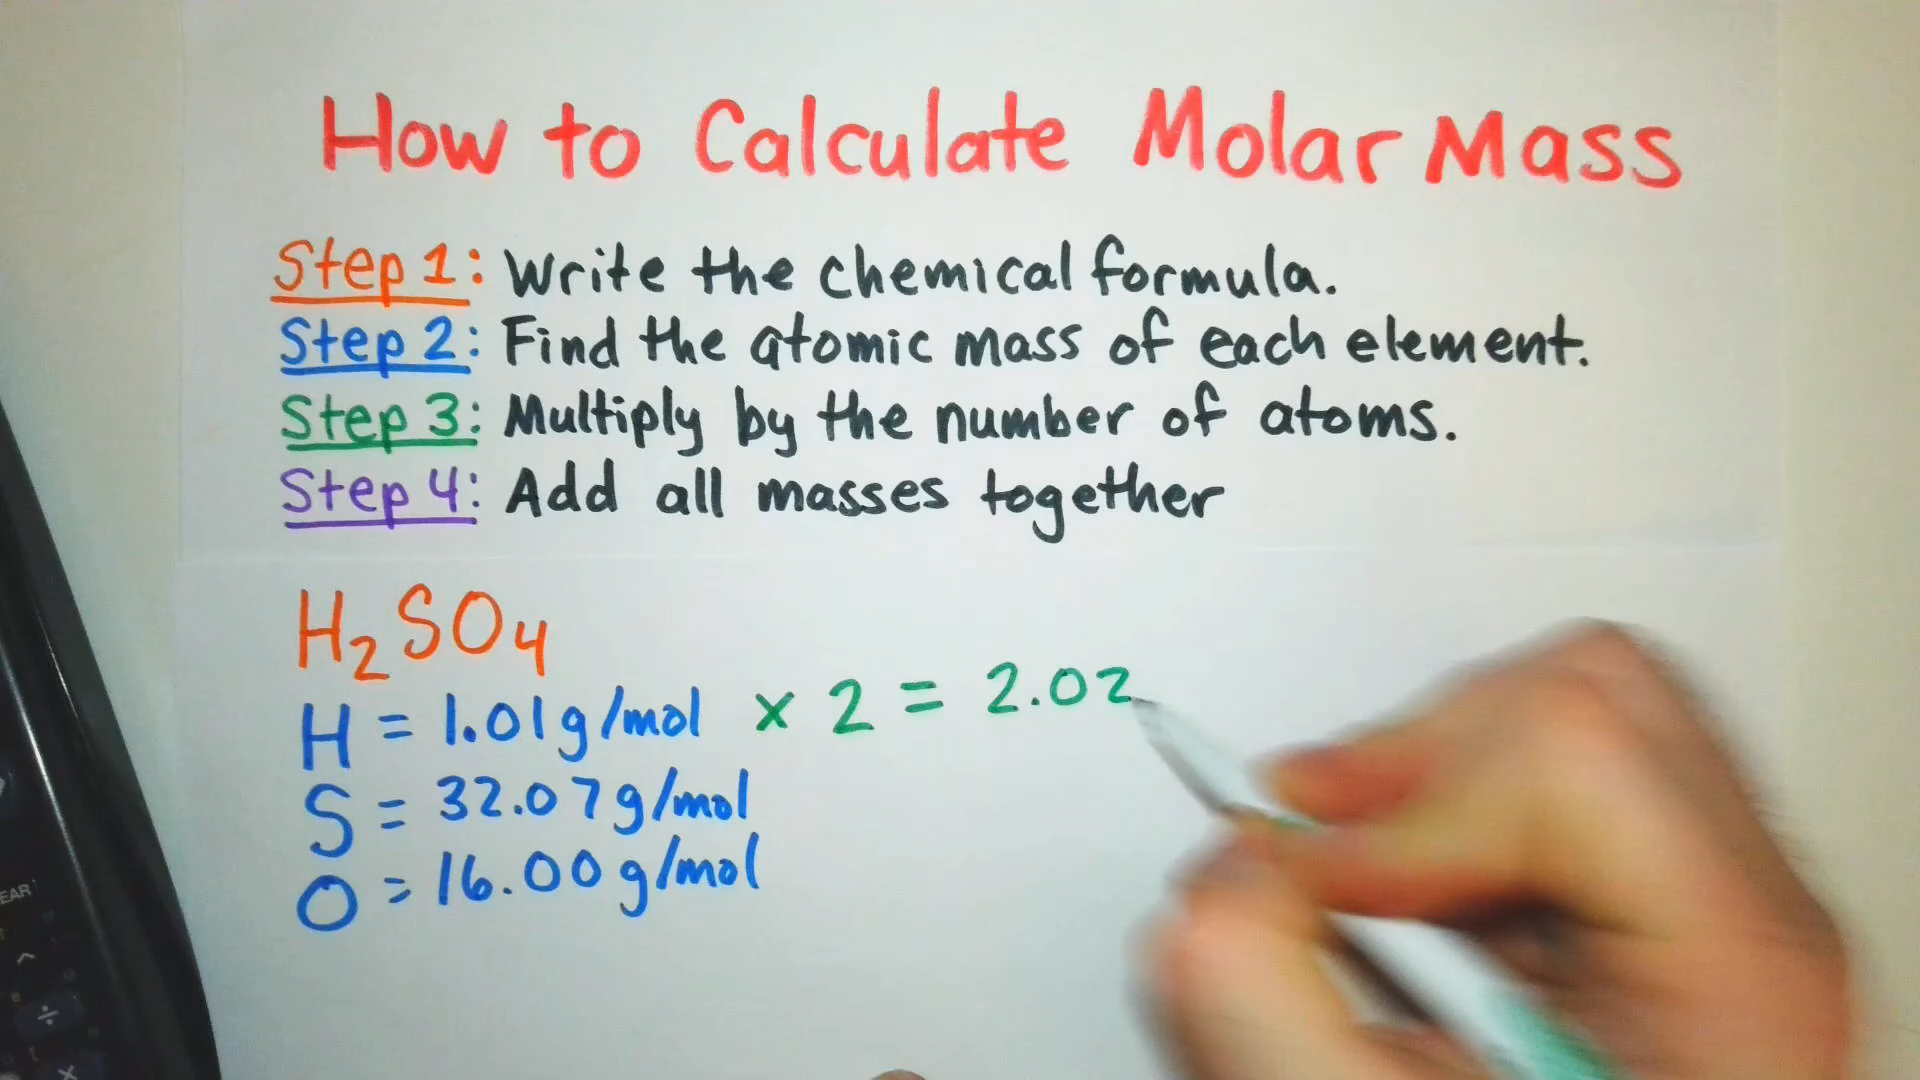 How to Calculate Molar Mass
Step 1: Write the chemical formula.
Step 2: Find the atomic mass of each element.
Step 3: Multiply by the number of atoms.
Step 4: Add all masses together
H₂SO₄
H = 1.01g/mol × 2 = 2.02
S = 32.07g/mol
O = 16.00g/mol
EAR
÷
×